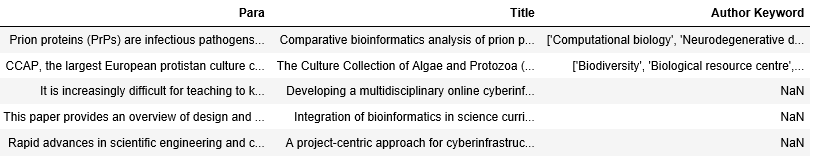 Para Title Author Keyword
Prion proteins (PrPs) are infectious pathogens... Comparative bioinformatics analysis of prion p... ['Computational biology', 'Neurodegenerative d...
CCAP, the largest European protistan culture c... The Culture Collection of Algae and Protozoa (... ['Biodiversity', 'Biological resource centre',...
It is increasingly difficult for teaching to k... Developing a multidisciplinary online cyberinf... NaN
This paper provides an overview of design and ... Integration of bioinformatics in science curri... NaN
Rapid advances in scientific engineering and c... A project-centric approach for cyberinfrastruc... NaN